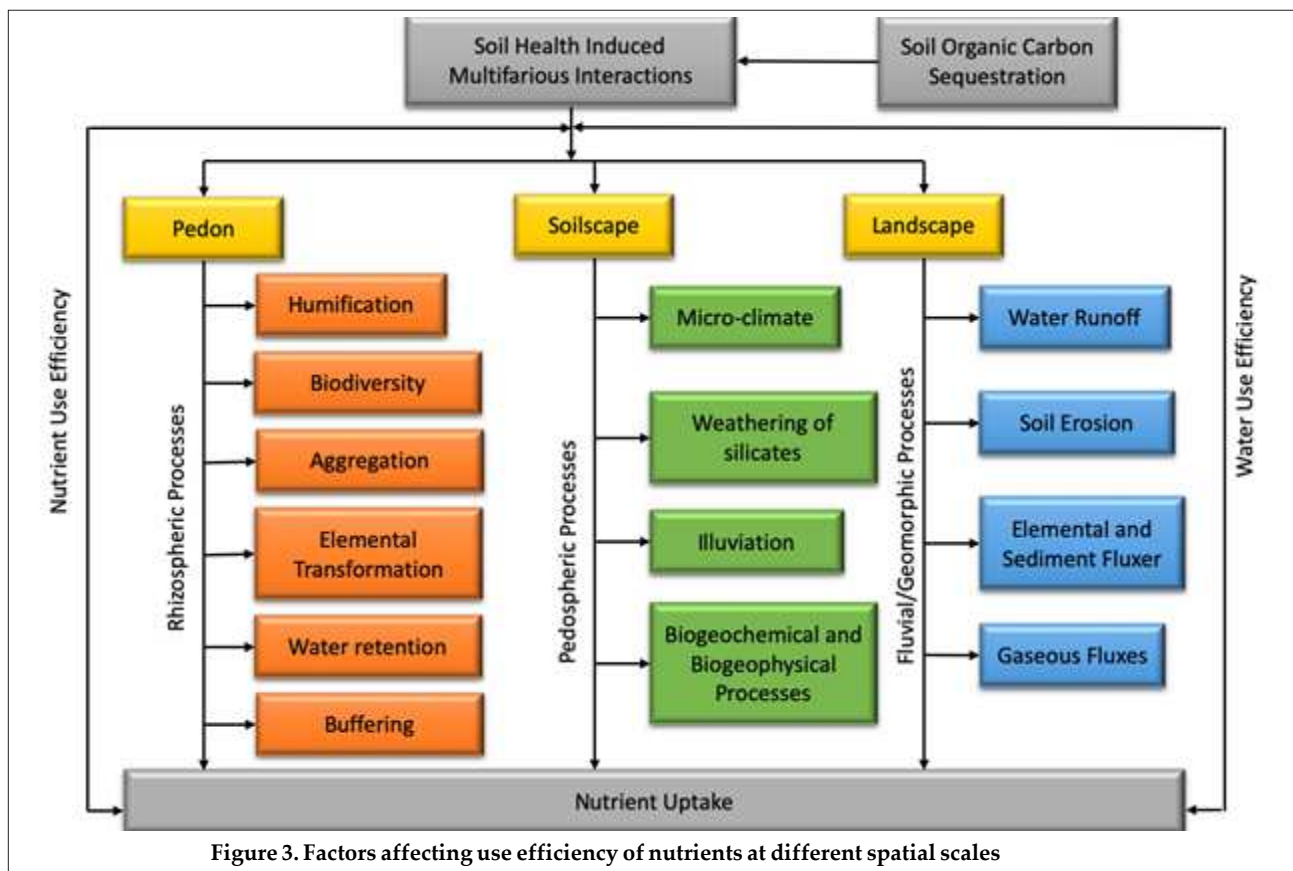 Soil Health Induced
Multifarious Interactions
Soil Organic Carbon
Sequestration
Pedon
Soilscape
Landscape
Nutrient Use Efficiency
Rhizospheric Processes
Humification
Biodiversity
Aggregation
Elemental
Transformation
Water retention
Buffering
Pedospheric Processes
Micro-climate
Weathering of
silicates
Illuviation
Biogeochemical and
Biogeophysical
Processes
Fluvial/Geomorphic Processes
Water Runoff
Soil Erosion
Elemental and
Sediment Fluxer
Gaseous Fluxes
Water Use Efficiency
Nutrient Uptake
Figure 3. Factors affecting use efficiency of nutrients at different spatial scales